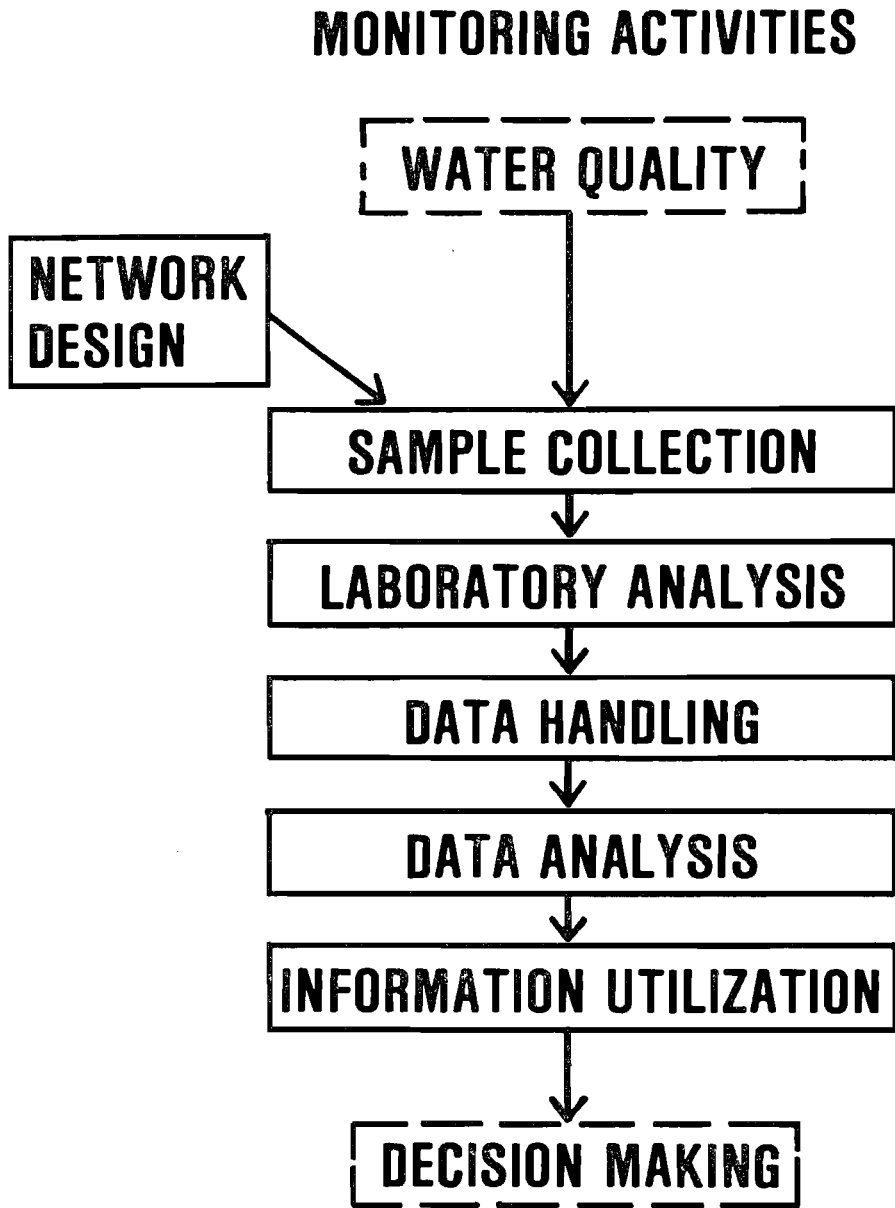 MONITORING ACTIVITIES
WATER QUALITY
NETWORK
DESIGN
SAMPLE COLLECTION
LABORATORY ANALYSIS
DATA HANDLING
DATA ANALYSIS
INFORMATION UTILIZATION
DECISION MAKING